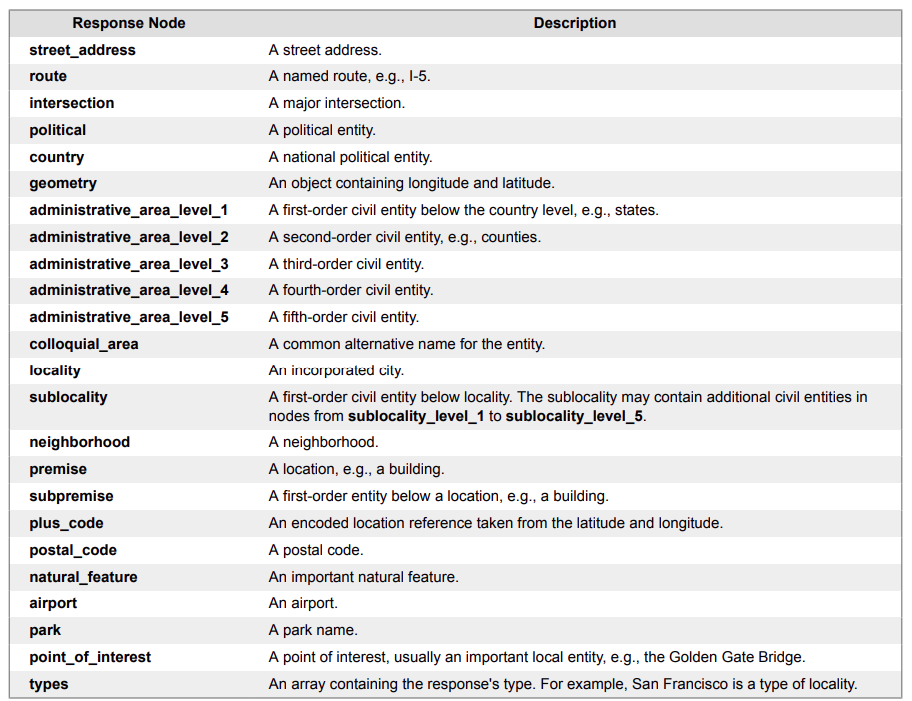 Response Node Description
street_address A street address.
route A named route, e.g., I-5.
intersection A major intersection.
political A political entity.
country A national political entity.
geometry An object containing longitude and latitude.
administrative_area_level_1 A first-order civil entity below the country level, e.g., states.
administrative_area_level_2 A second-order civil entity, e.g., counties.
administrative_area_level_3 A third-order civil entity.
administrative_area_level_4 A fourth-order civil entity.
administrative_area_level_5 A fifth-order civil entity.
colloquial_area A common alternative name for the entity.
locality An incorporated city.
sublocality A first-order civil entity below locality. The sublocality may contain additional civil entities in
nodes from sublocality_level_1 to sublocality_level_5.
neighborhood A neighborhood.
premise A location, e.g., a building.
subpremise A first-order entity below a location, e.g., a building.
plus_code An encoded location reference taken from the latitude and longitude.
postal_code A postal code.
natural_feature An important natural feature.
airport An airport.
park A park name.
point_of_interest A point of interest, usually an important local entity, e.g., the Golden Gate Bridge.
types An array containing the response's type. For example, San Francisco is a type of locality.